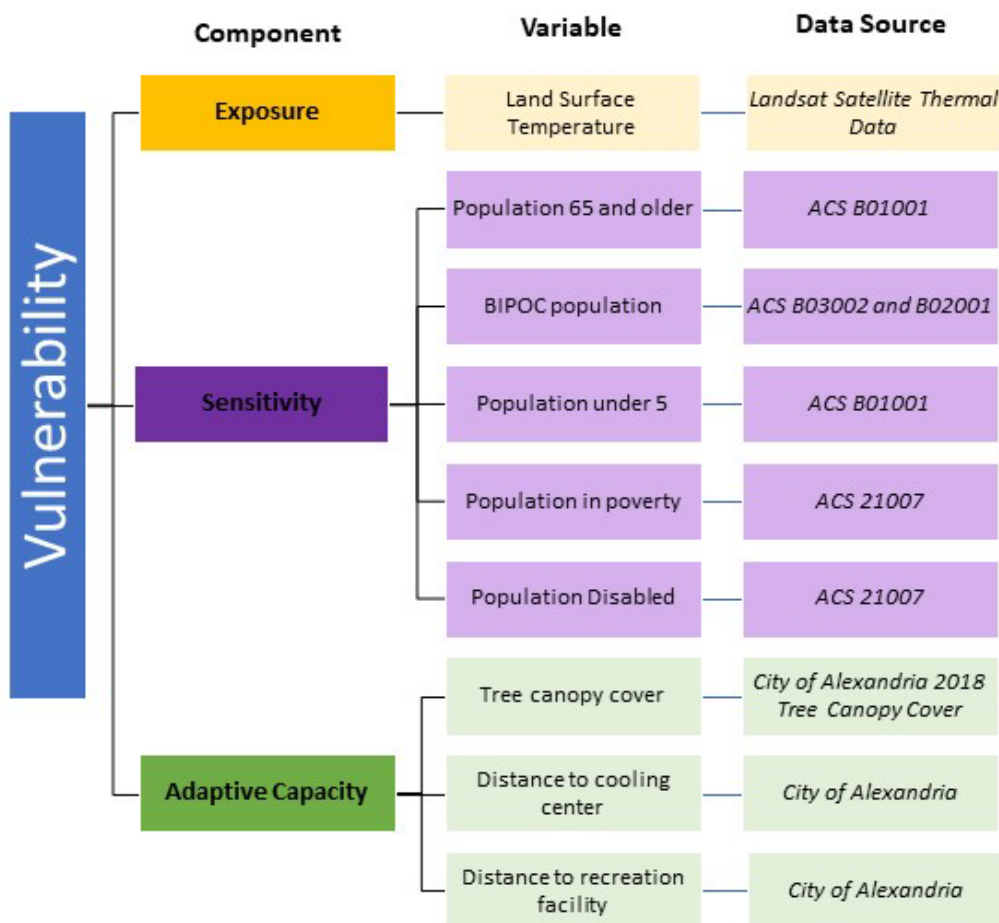 Component
Variable
Data Source
Vulnerability
Exposure
Land Surface
Temperature
Landsat Satellite Thermal
Data
Sensitivity
Population 65 and older
ACS B01001
BIPOC population
ACS B03002 and B02001
Population under 5
ACS B01001
Population in poverty
ACS 21007
Population Disabled
ACS 21007
Adaptive Capacity
Tree canopy cover
City of Alexandria 2018
Tree Canopy Cover
Distance to cooling
center
City of Alexandria
Distance to recreation
facility
City of Alexandria